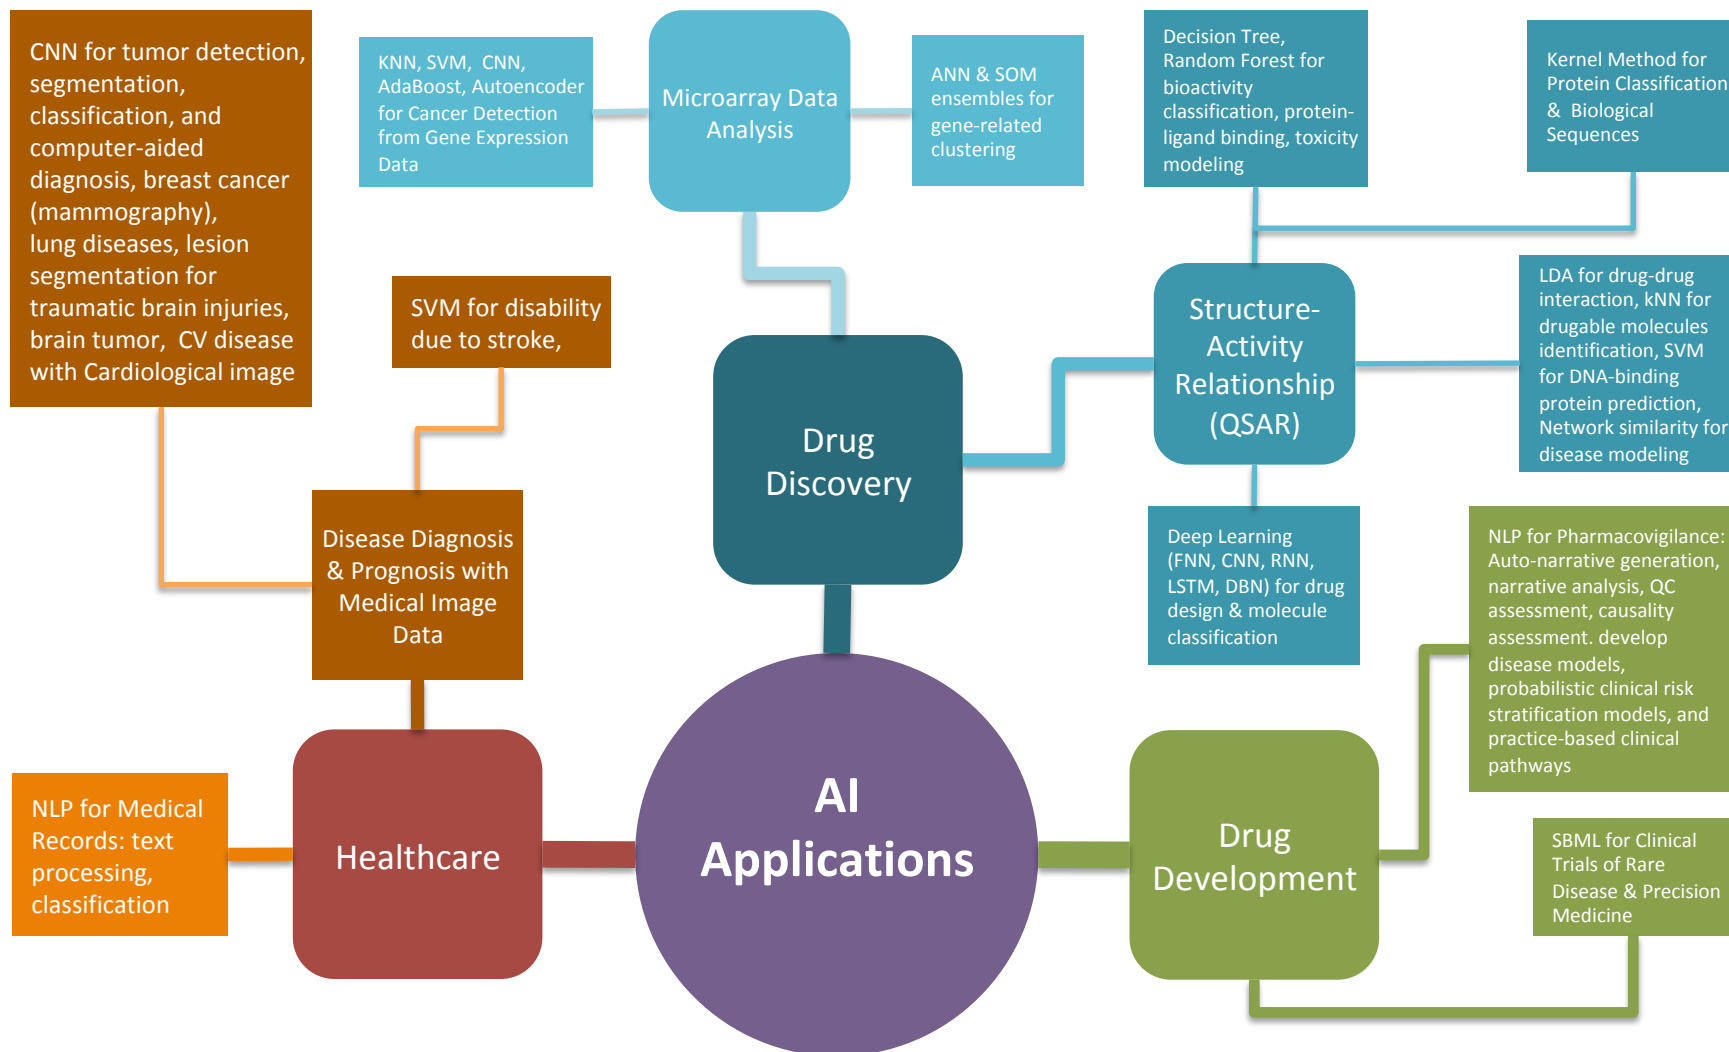 CNN for tumor detection,
segmentation,
classification, and
computer-aided
diagnosis, breast cancer
(mammography),
lung diseases, lesion
segmentation for
traumatic brain injuries,
brain tumor, CV disease
with Cardiological image
KNN, SVM, CNN,
AdaBoost, Autoencoder
for Cancer Detection
from Gene Expression
Data
Microarray Data
Analysis
ANN & SOM
ensembles for
gene-related
clustering
Decision Tree,
Random Forest for
bioactivity
classification, protein-
ligand binding, toxicity
modeling
Kernel Method for
Protein Classification
& Biological
Sequences
SVM for disability
due to stroke,
Structure-
Activity
Relationship
(QSAR)
LDA for drug-drug
interaction, kNN for
drugable molecules
identification, SVM
for DNA-binding
protein prediction,
Network similarity for
disease modeling
Drug
Discovery
Disease Diagnosis
& Prognosis with
Medical Image
Data
Deep Learning
(FNN, CNN, RNN,
LSTM, DBN) for drug
design & molecule
classification
NLP for Pharmacovigilance:
Auto-narrative generation,
narrative analysis, QC
assessment, causality
assessment. develop
disease models,
probabilistic clinical risk
stratification models, and
practice-based clinical
pathways
NLP for Medical
Records: text
processing,
classification
Healthcare
AI
Applications
Drug
Development
SBML for Clinical
Trials of Rare
Disease & Precision
Medicine